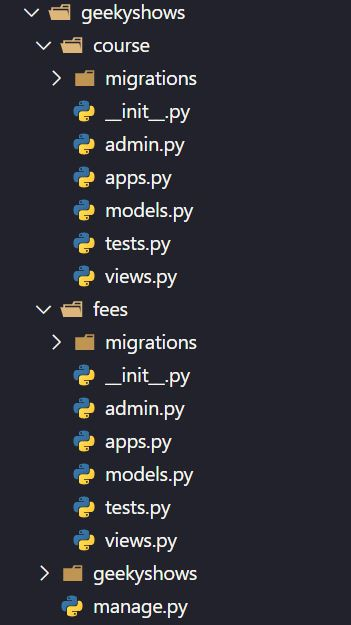 geekyshows
course
migrations
__init__.py
admin.py
apps.py
models.py
tests.py
views.py
fees
migrations
__init__.py
admin.py
apps.py
models.py
tests.py
views.py
geekyshows
manage.py